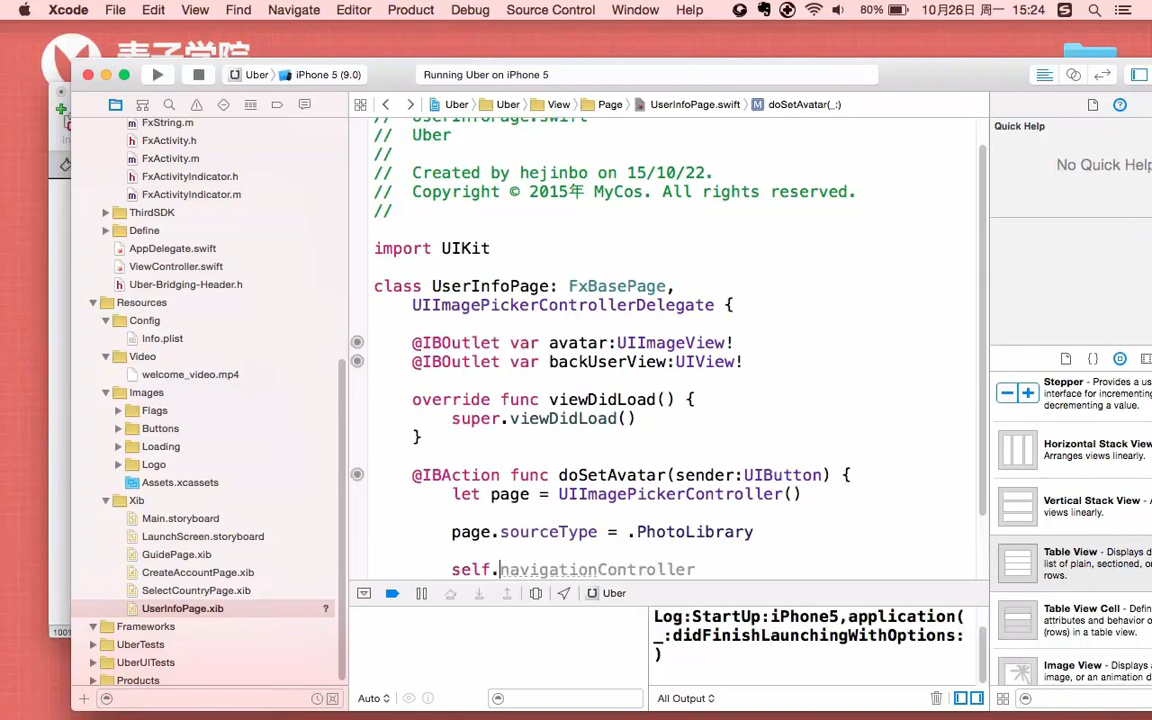 Xcode File Edit View Find Navigate Editor Product Debug Source Control Window Help 80% 10月26日 周一 15:24
麦子学院
Uber iPhone 5 (9.0) Running Uber on iPhone 5
Uber Uber View Page UserInfoPage.swift doSetAvatar(_:)
FxString.m
FxActivity.h
FxActivity.m
FxActivityIndicator.h
FxActivityIndicator.m
ThirdSDK
Define
AppDelegate.swift
ViewController.swift
Uber-Bridging-Header.h
Resources
Config
Info.plist
Video
welcome_video.mp4
Images
Flags
Buttons
Loading
Logo
Assets.xcassets
Xib
Main.storyboard
LaunchScreen.storyboard
GuidePage.xib
CreateAccountPage.xib
SelectCountryPage.xib
UserInfoPage.xib ?
Frameworks
UberTests
UberUITests
Products
// UserInfoPage.swift
// Uber
//
// Created by hejinbo on 15/10/22.
// Copyright © 2015年 MyCos. All rights reserved.
//
import UIKit
class UserInfoPage: FxBasePage,
UIImagePickerControllerDelegate {
@IBOutlet var avatar:UIImageView!
@IBOutlet var backUserView:UIView!
override func viewDidLoad() {
super.viewDidLoad()
}
@IBAction func doSetAvatar(sender:UIButton) {
let page = UIImagePickerController()
page.sourceType = .PhotoLibrary
self.navigationController
Uber
Log:StartUp:iPhone5,application(
_:didFinishLaunchingWithOptions:
)
Auto
All Output
Quick Help
No Quick Help
Stepper - Provides a us
interface for incrementing
decrementing a value.
Horizontal Stack View
Arranges views linearly.
Vertical Stack View - A
views linearly.
Table View - Displays d
list of plain, sectioned, or
rows.
Table View Cell - Defin
attributes and behavior of
(rows) in a table view.
Image View - Displays
image, or an animation d
100%